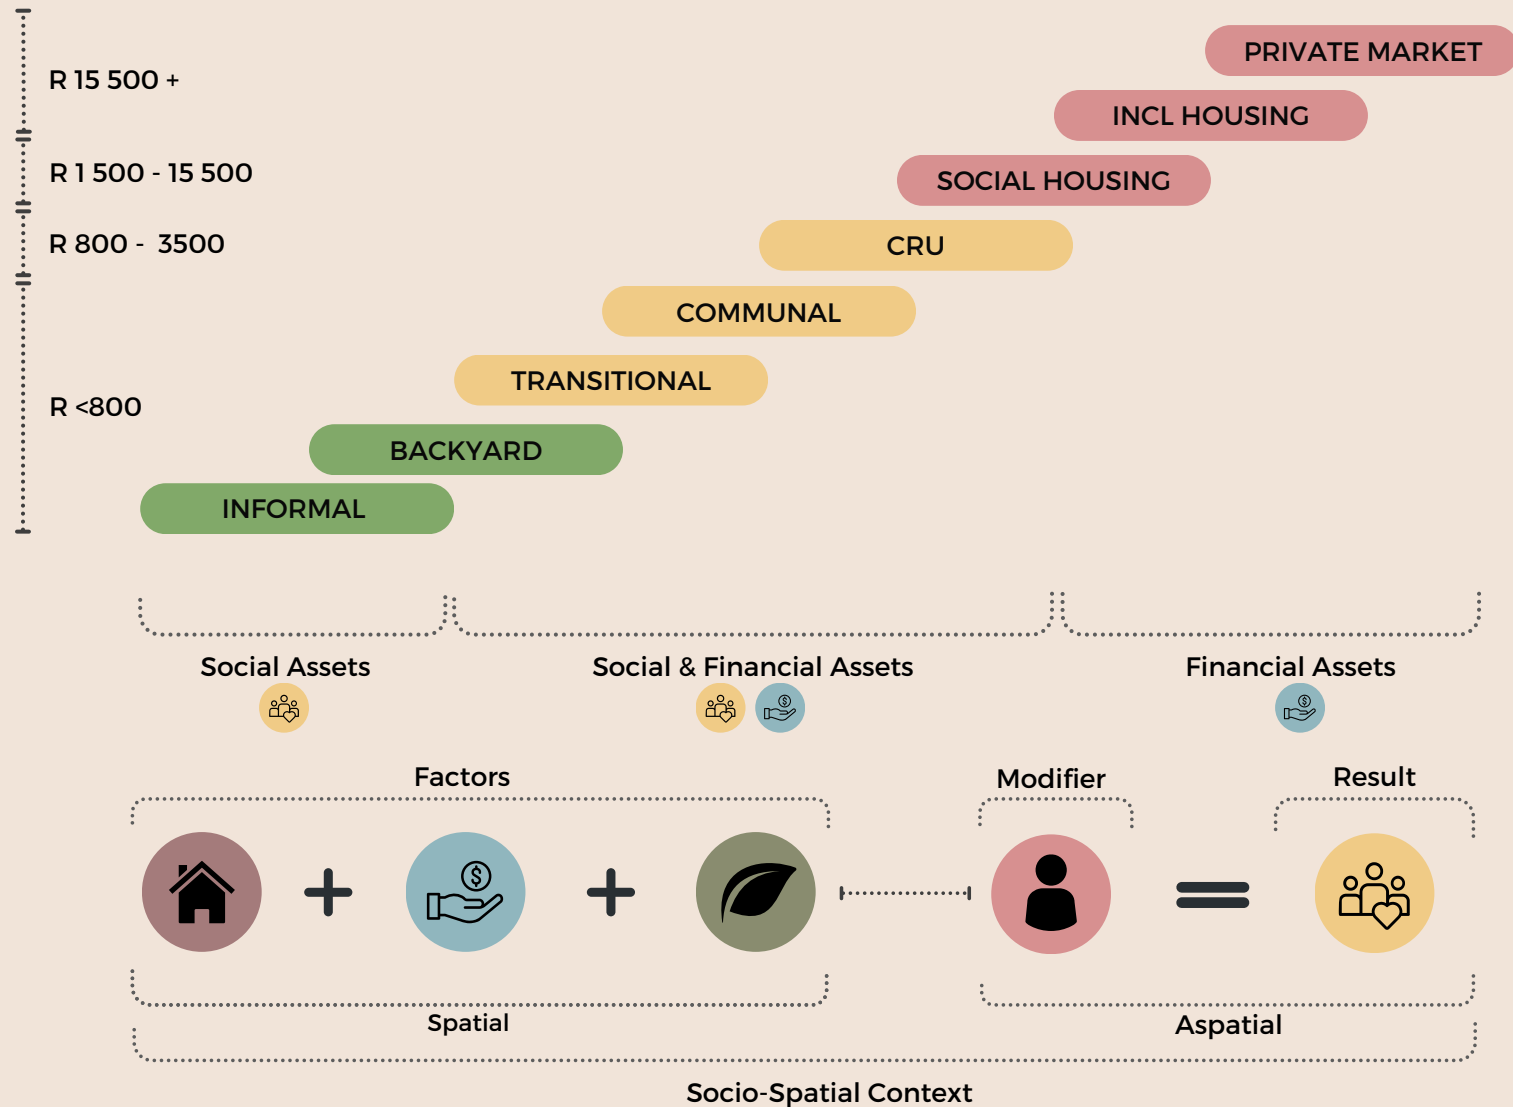 PRIVATE MARKET
R 15 500 +
INCL HOUSING
R 1 500 - 15 500
SOCIAL HOUSING
R 800 - 3500
CRU
COMMUNAL
TRANSITIONAL
R <800
BACKYARD
INFORMAL
Social Assets
Social & Financial Assets
Financial Assets
$
$
Factors
Modifier
Result
$
Spatial
Aspatial
Socio-Spatial Context